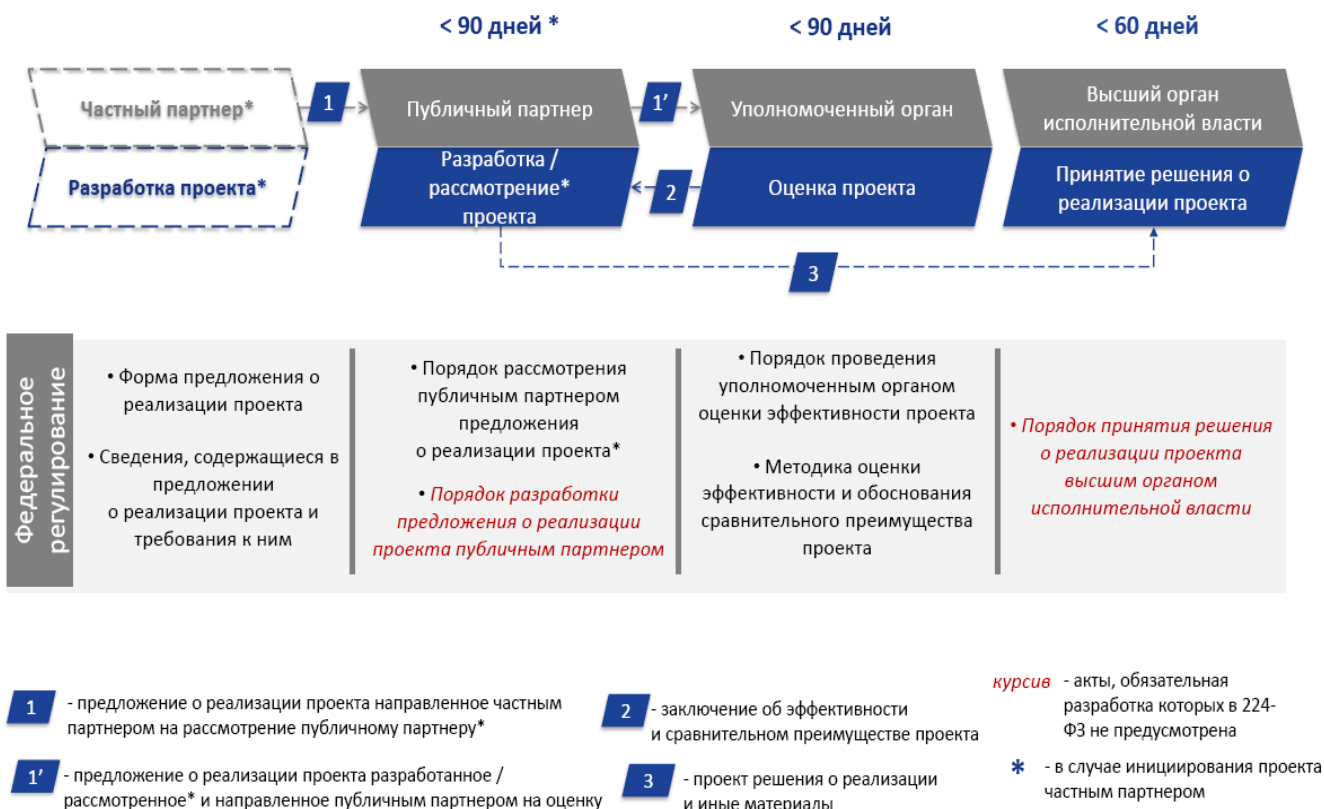 < 90 дней *
< 90 дней
< 60 дней
Частный партнер*
1
Публичный партнер
1’
Уполномоченный орган
Высший орган
исполнительной власти
Разработка проекта*
Разработка /
рассмотрение*
проекта
2
Оценка проекта
Принятие решения о
реализации проекта
3
Федеральное
регулирование
• Форма предложения о
реализации проекта
• Сведения, содержащиеся в
предложении
о реализации проекта и
требования к ним
• Порядок рассмотрения
публичным партнером
предложения
о реализации проекта*
• Порядок разработки
предложения о реализации
проекта публичным партнером
• Порядок проведения
уполномоченным органом
оценки эффективности проекта
• Методика оценки
эффективности и обоснования
сравнительного преимущества
проекта
• Порядок принятия решения
о реализации проекта
высшим органом
исполнительной власти
1 - предложение о реализации проекта направленное частным
партнером на рассмотрение публичному партнеру*
1’ - предложение о реализации проекта разработанное /
рассмотренное* и направленное публичным партнером на оценку
2 - заключение об эффективности
и сравнительном преимуществе проекта
3 - проект решения о реализации
и иные материалы
курсив - акты, обязательная
разработка которых в 224-
ФЗ не предусмотрена
* - в случае инициирования проекта
частным партнером